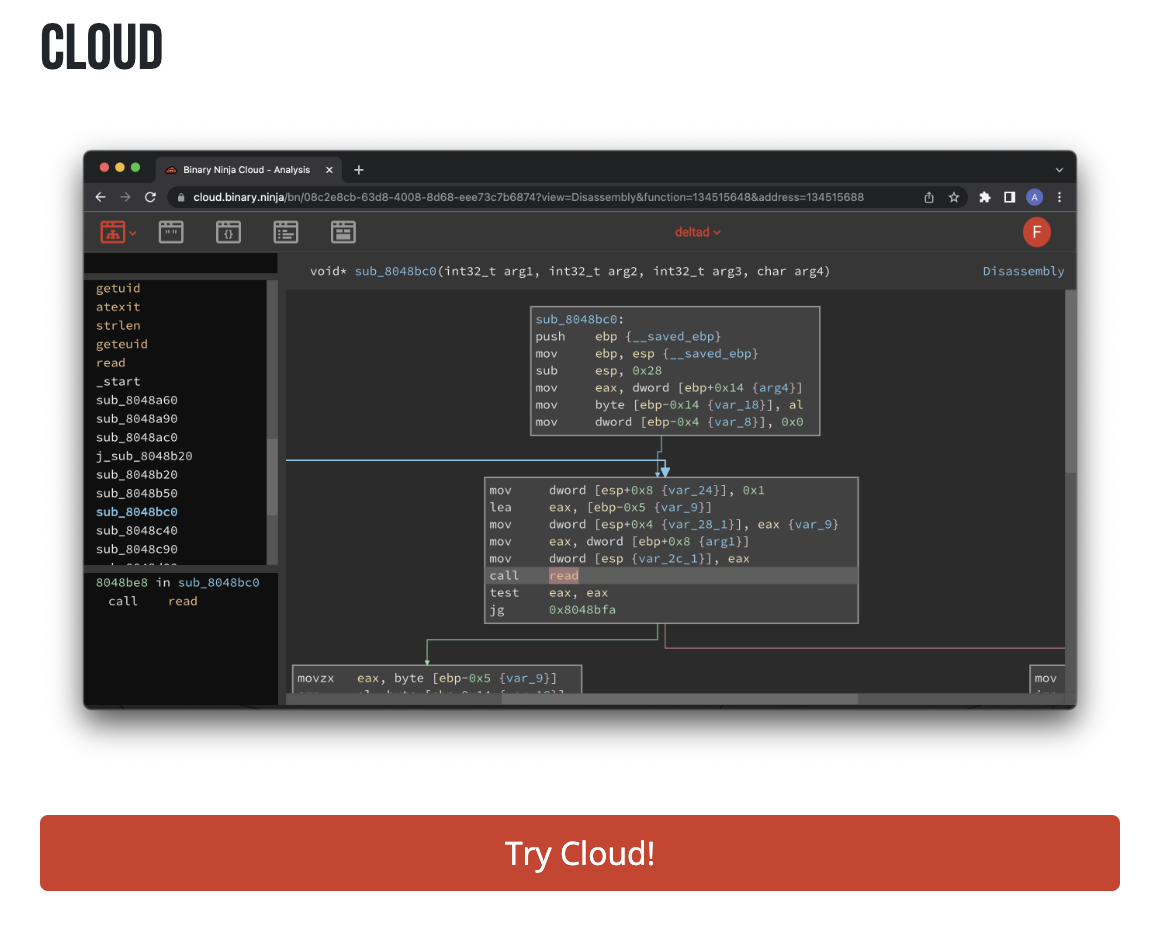 CLOUD
Binary Ninja Cloud - Analysis
cloud.binary.ninja/bn/08c2e8cb-63d8-4008-8d68-eee73c7b6874?view=Disassembly&function=134515648&address=134515688
A
deltad
F
void* sub_8048bc0(int32_t arg1, int32_t arg2, int32_t arg3, char arg4)
Disassembly
getuid
atexit
strlen
geteuid
read
_start
sub_8048a60
sub_8048a90
sub_8048ac0
j_sub_8048b20
sub_8048b20
sub_8048b50
sub_8048bc0
sub_8048c40
sub_8048c90
8048be8 in sub_8048bc0
call read
sub_8048bc0:
push ebp {__saved_ebp}
mov ebp, esp {__saved_ebp}
sub esp, 0x28
mov eax, dword [ebp+0x14 {arg4}]
mov byte [ebp-0x14 {var_18}], al
mov dword [ebp-0x4 {var_8}], 0x0
mov dword [esp+0x8 {var_24}], 0x1
lea eax, [ebp-0x5 {var_9}]
mov dword [esp+0x4 {var_28_1}], eax {var_9}
mov eax, dword [ebp+0x8 {arg1}]
mov dword [esp {var_2c_1}], eax
call read
test eax, eax
jg 0x8048bfa
movzx eax, byte [ebp-0x5 {var_9}]
mov
Try Cloud!